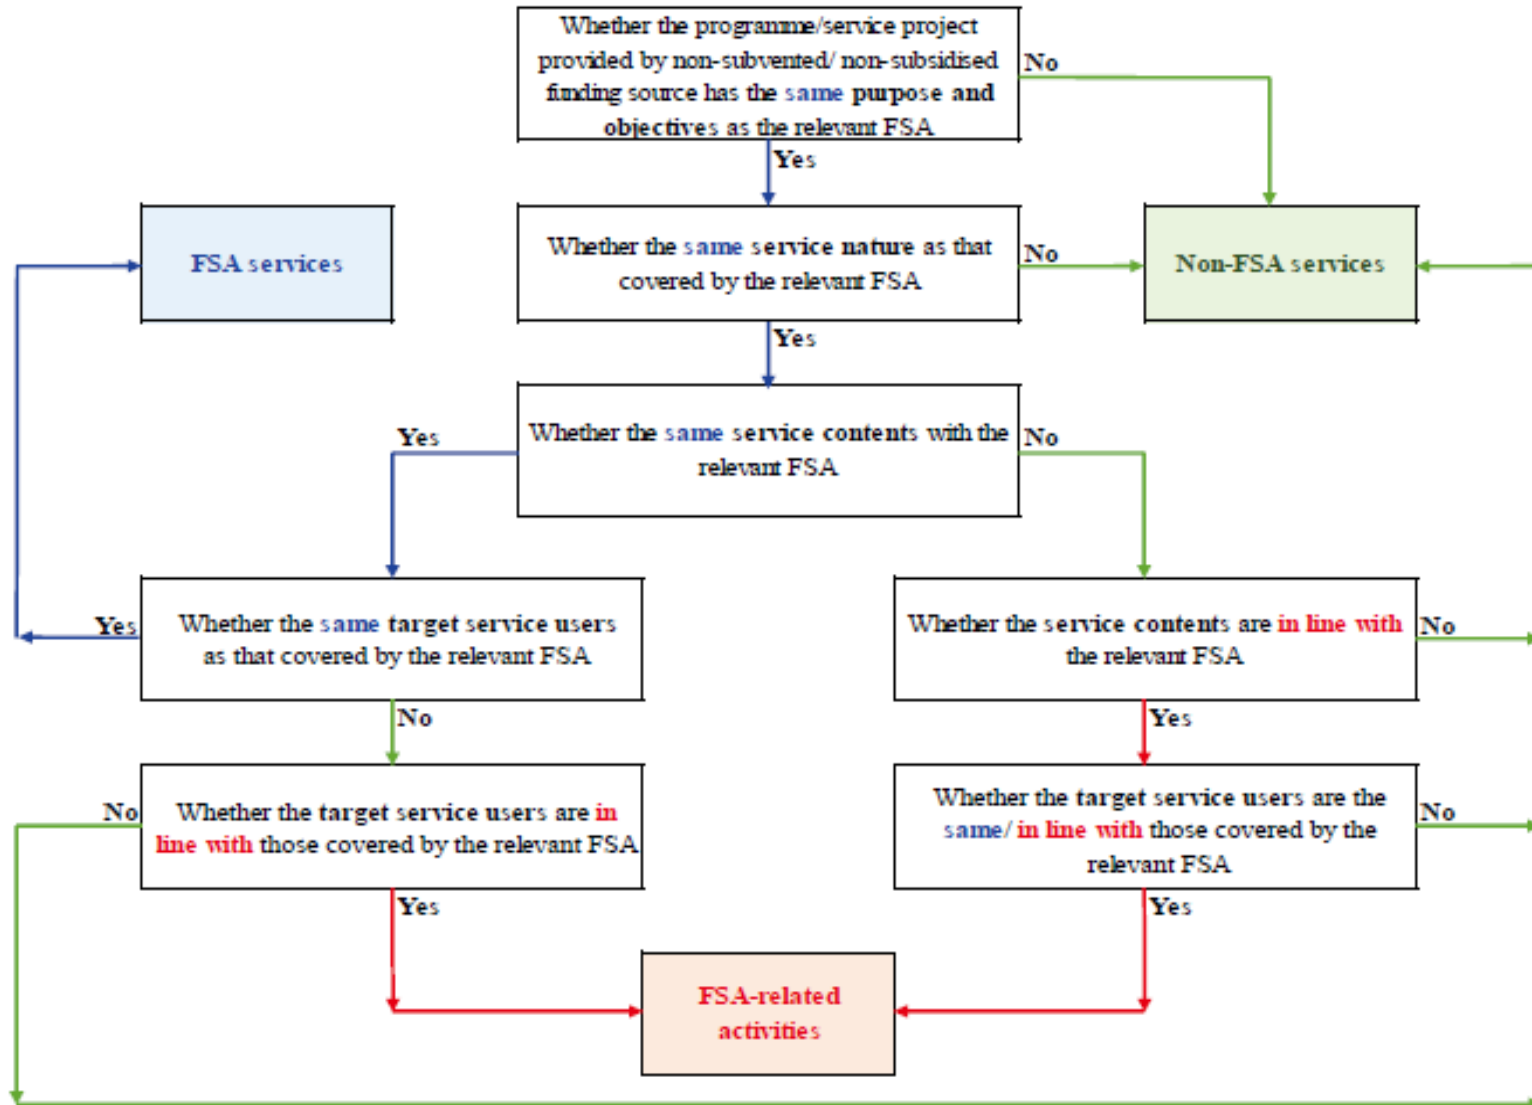 Whether the programme/service project
provided by non-subvented/ non-subsidised
funding source has the same purpose and
objectives as the relevant FSA
No
Yes
FSA services
Whether the same service nature as that
covered by the relevant FSA
No
Non-FSA services
Yes
Yes
Whether the same service contents with the
relevant FSA
No
Yes
Whether the same target service users
as that covered by the relevant FSA
Whether the service contents are in line with
the relevant FSA
No
No
Yes
No
Whether the target service users are in
line with those covered by the relevant FSA
Whether the target service users are the
same/ in line with those covered by the
relevant FSA
No
Yes
Yes
FSA-related
activities